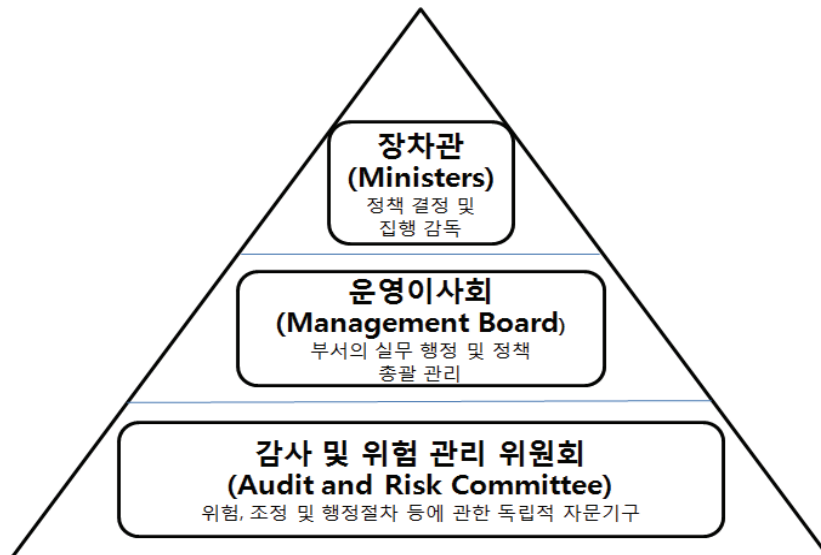 장차관
(Ministers)
정책 결정 및
집행 감독
운영이사회
(Management Board)
부서의 실무 행정 및 정책
총괄 관리
감사 및 위험 관리 위원회
(Audit and Risk Committee)
위험, 조정 및 행정절차 등에 관한 독립적 자문기구